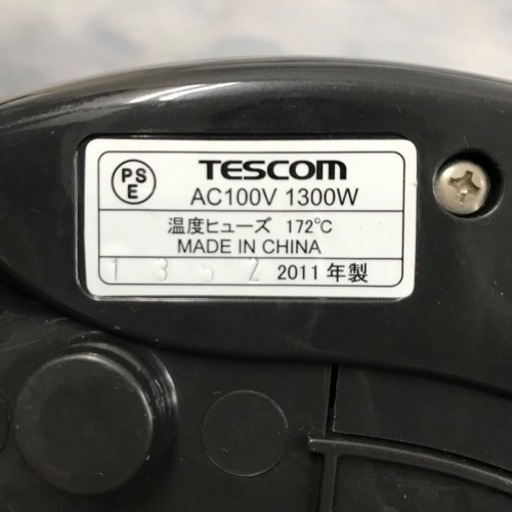 PS E TESCOM
AC100V 1300W
温度ヒューズ 172℃
MADE IN CHINA
1 3 5 2 2011 年製